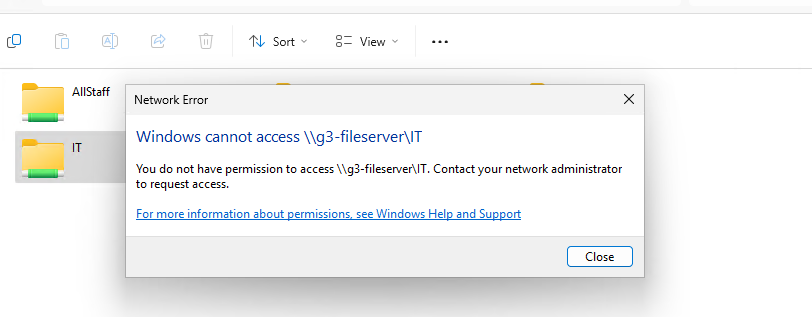 Sort
View
AllStaff
IT
Network Error
Windows cannot access \\g3-fileserver\IT
You do not have permission to access \\g3-fileserver\IT. Contact your network administrator
to request access.
For more information about permissions, see Windows Help and Support
Close